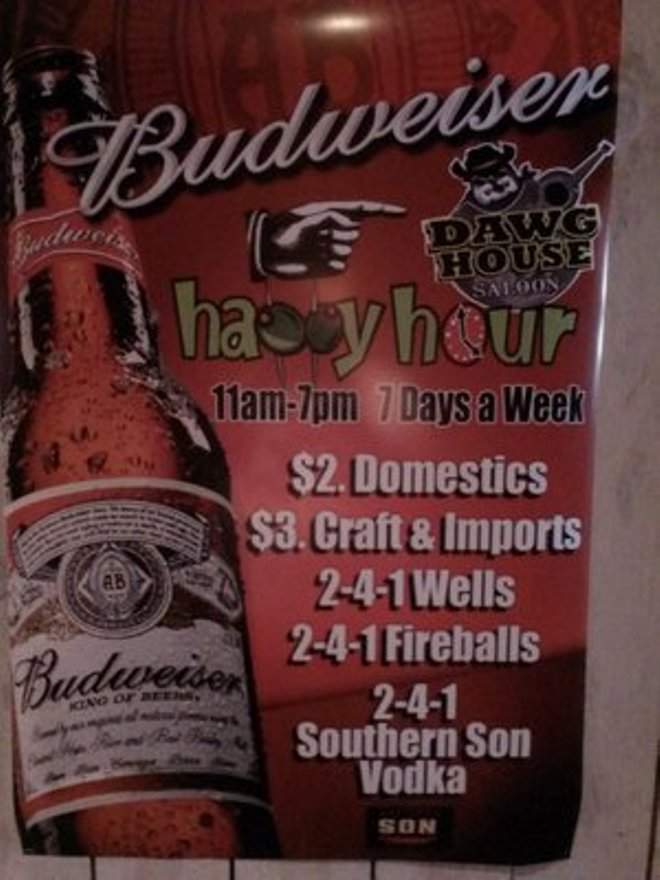 Budweiser
DAWG
HOUSE
SALOON
happy hour
11am-7pm 7 Days a Week
$2. Domestics
$3. Craft & Imports
2-4-1 Wells
2-4-1 Fireballs
2-4-1
Southern Son
Vodka
SON
Budweiser
AB
Budweiser
KING OF BEERS